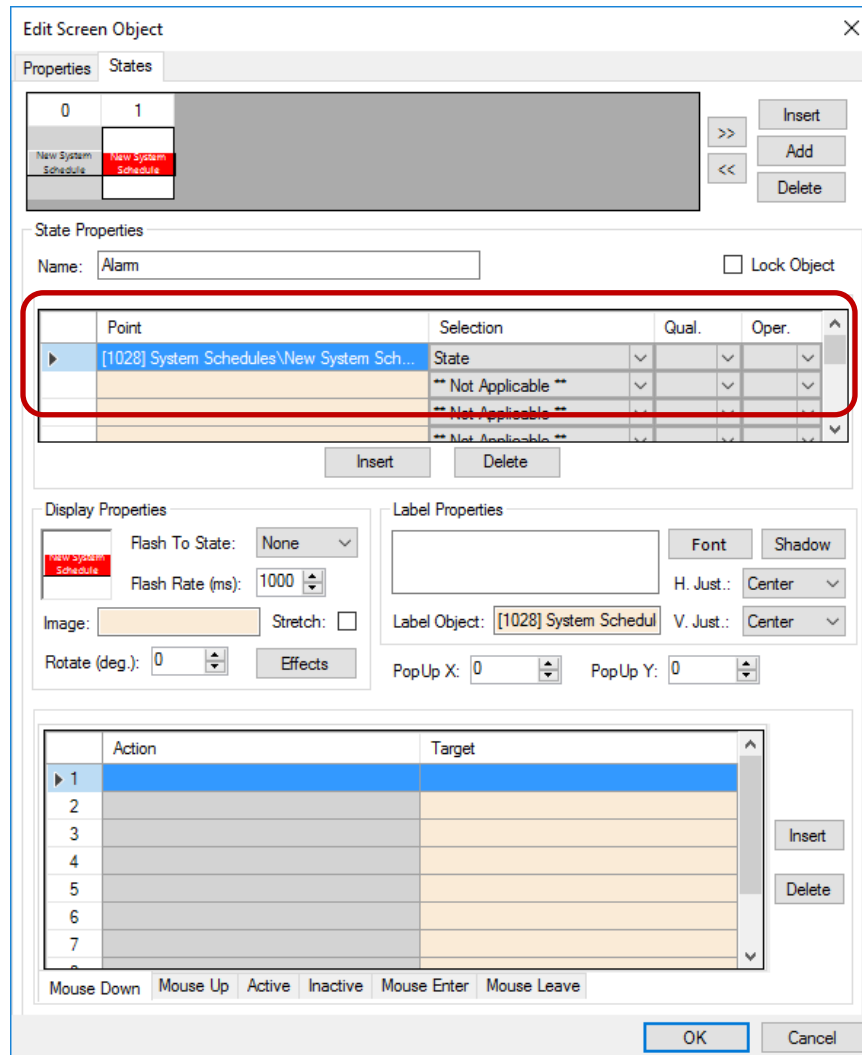 Edit Screen Object
Properties States
0 1
New System Schedule New System Schedule
>> Insert
<< Add
Delete
State Properties
Name: Alarm Lock Object
Point Selection Qual. Oper.
[1028] System Schedules\New System Sch... State
** Not Applicable **
** Not Applicable **
** Not Applicable **
Insert Delete
Display Properties
New System Schedule
Flash To State: None
Flash Rate (ms): 1000
Image: Stretch:
Rotate (deg.): 0 Effects
Label Properties
Font Shadow
H. Just.: Center
Label Object: [1028] System Schedul V. Just.: Center
PopUp X: 0 PopUp Y: 0
Action Target
1
2
3
4
5
6
7
Insert
Delete
Mouse Down Mouse Up Active Inactive Mouse Enter Mouse Leave
OK Cancel